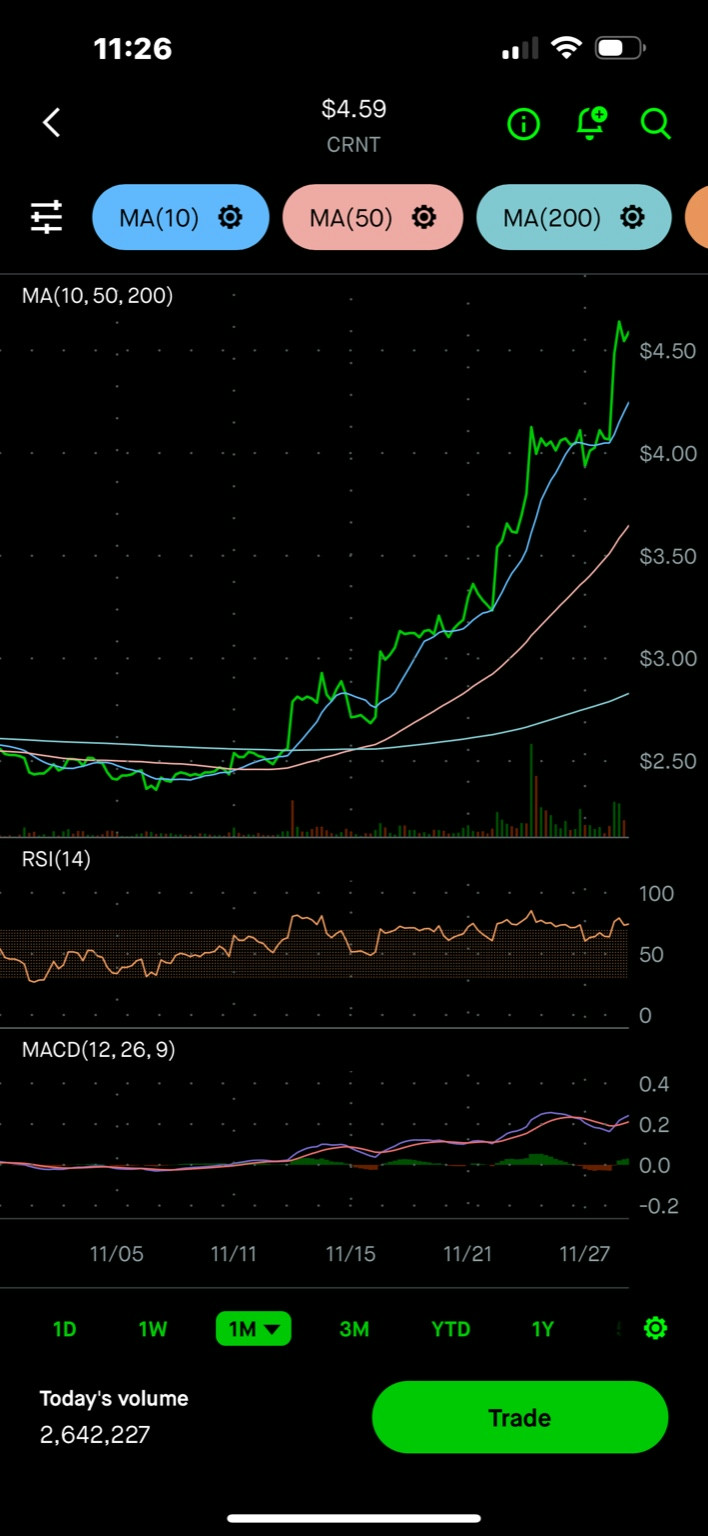 11:26
$4.59
CRNT
MA(10)
MA(50)
MA(200)
MA(10, 50, 200)
$4.50
$4.00
$3.50
$3.00
$2.50
RSI(14)
100
50
0
MACD(12, 26, 9)
0.4
0.2
0.0
-0.2
11/05 11/11 11/15 11/21 11/27
1D 1W 1M 3M YTD 1Y
Today's volume
2,642,227
Trade